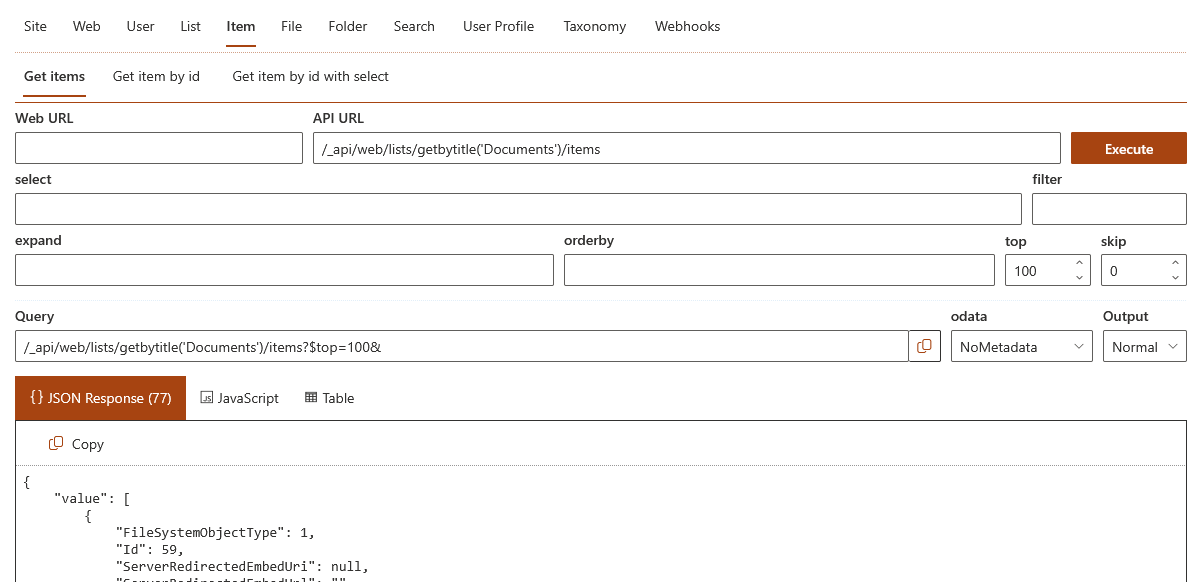 Site Web User List Item File Folder Search User Profile Taxonomy Webhooks
Get items Get item by id Get item by id with select
Web URL API URL
/_api/web/lists/getbytitle('Documents')/items Execute
select filter
expand orderby top skip
100 0
Query odata Output
/_api/web/lists/getbytitle('Documents')/items?$top=100& NoMetadata Normal
{} JSON Response (77) JavaScript Table
Copy
{
"value": [
{
"FileSystemObjectType": 1,
"Id": 59,
"ServerRedirectedEmbedUri": null,
"ServerRedirectedEmbedUrl": ""